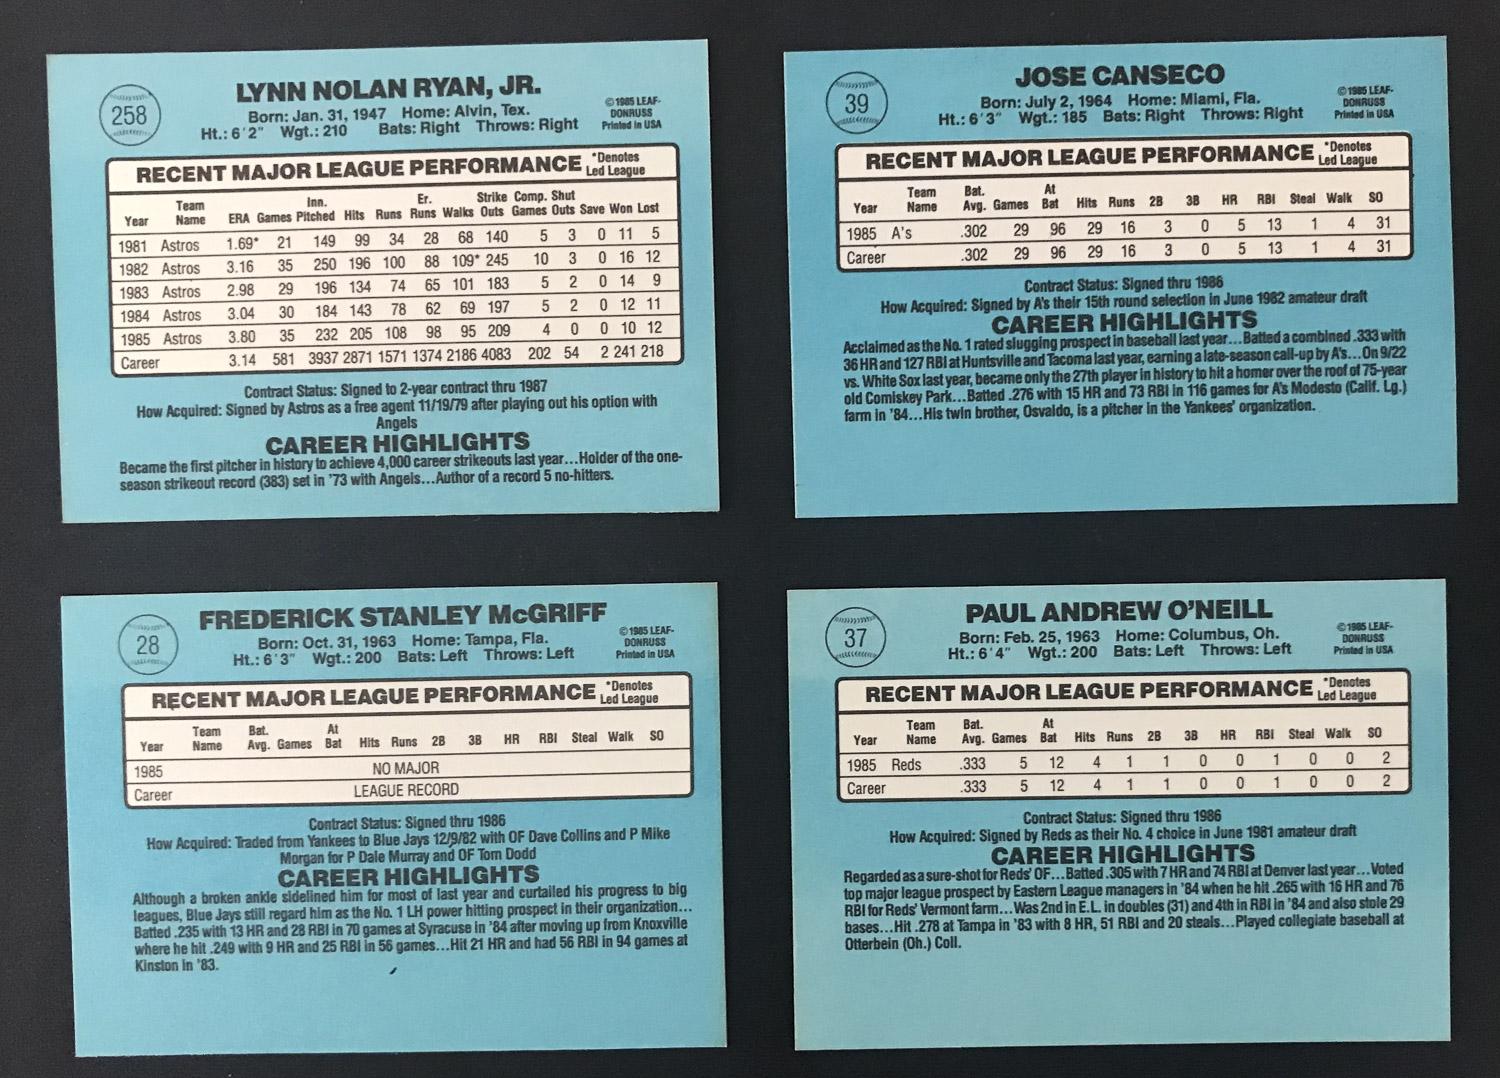 258
LYNN NOLAN RYAN, JR.
Born: Jan. 31, 1947 Home: Alvin, Tex.
Ht.: 6'2" Wgt.: 210 Bats: Right Throws: Right
© 1985 LEAF-
DONRUSS
Printed in USA
RECENT MAJOR LEAGUE PERFORMANCE *Denotes
Led League
Year Team Name ERA Games Inn. Pitched Hits Runs Er. Runs Walks Strike Outs Comp. Games Shut Outs Save Won Lost
1981 Astros 1.69* 21 149 99 34 28 68 140 5 3 0 11 5
1982 Astros 3.16 35 250 196 100 88 109* 245 10 3 0 16 12
1983 Astros 2.98 29 196 134 74 65 101 183 5 2 0 14 9
1984 Astros 3.04 30 184 143 78 62 69 197 5 2 0 12 11
1985 Astros 3.80 35 232 205 108 98 95 209 4 0 0 10 12
Career 3.14 581 3937 2871 1571 1374 2186 4083 202 54 2 241 218
Contract Status: Signed to 2-year contract thru 1987
How Acquired: Signed by Astros as a free agent 11/19/79 after playing out his option with
Angels
CAREER HIGHLIGHTS
Became the first pitcher in history to achieve 4,000 career strikeouts last year...Holder of the one-
season strikeout record (383) set in '73 with Angels...Author of a record 5 no-hitters.
39
JOSE CANSECO
Born: July 2, 1964 Home: Miami, Fla.
Ht.: 6'3" Wgt.: 185 Bats: Right Throws: Right
© 1985 LEAF-
DONRUSS
Printed in USA
RECENT MAJOR LEAGUE PERFORMANCE *Denotes
Led League
Year Team Name Bat. Avg. Games At Bat Hits Runs 2B 3B HR RBI Steal Walk SO
1985 A's .302 29 96 29 16 3 0 5 13 1 4 31
Career .302 29 96 29 16 3 0 5 13 1 4 31
Contract Status: Signed thru 1986
How Acquired: Signed by A's their 15th round selection in June 1982 amateur draft
CAREER HIGHLIGHTS
Acclaimed as the No. 1 rated slugging prospect in baseball last year...Batted a combined .333 with
36 HR and 127 RBI at Huntsville and Tacoma last year, earning a late-season call-up by A's...On 9/22
vs. White Sox last year, became only the 27th player in history to hit a homer over the roof of 75-year
old Comiskey Park...Batted .276 with 15 HR and 73 RBI in 116 games for A's Modesto (Calif. Lg.)
farm in '84...His twin brother, Osvaldo, is a pitcher in the Yankees' organization.
28
FREDERICK STANLEY McGRIFF
Born: Oct. 31, 1963 Home: Tampa, Fla.
Ht.: 6'3" Wgt.: 200 Bats: Left Throws: Left
© 1985 LEAF-
DONRUSS
Printed in USA
RECENT MAJOR LEAGUE PERFORMANCE *Denotes
Led League
Year Team Name Bat. Avg. Games At Bat Hits Runs 2B 3B HR RBI Steal Walk SO
1985 NO MAJOR
Career LEAGUE RECORD
Contract Status: Signed thru 1986
How Acquired: Traded from Yankees to Blue Jays 12/9/82 with OF Dave Collins and P Mike
Morgan for P Dale Murray and OF Tom Dodd
CAREER HIGHLIGHTS
Although a broken ankle sidelined him for most of last year and curtailed his progress to big
leagues, Blue Jays still regard him as the No. 1 LH power hitting prospect in their organization...
Batted .235 with 13 HR and 28 RBI in 70 games at Syracuse in '84 after moving up from Knoxville
where he hit .249 with 9 HR and 25 RBI in 56 games...Hit 21 HR and had 56 RBI in 94 games at
Kinston in '83.
37
PAUL ANDREW O'NEILL
Born: Feb. 25, 1963 Home: Columbus, Oh.
Ht.: 6'4" Wgt.: 200 Bats: Left Throws: Left
© 1985 LEAF-
DONRUSS
Printed in USA
RECENT MAJOR LEAGUE PERFORMANCE *Denotes
Led League
Year Team Name Bat. Avg. Games At Bat Hits Runs 2B 3B HR RBI Steal Walk SO
1985 Reds .333 5 12 4 1 1 0 0 1 0 0 2
Career .333 5 12 4 1 1 0 0 1 0 0 2
Contract Status: Signed thru 1986
How Acquired: Signed by Reds as their No. 4 choice in June 1981 amateur draft
CAREER HIGHLIGHTS
Regarded as a sure-shot for Reds' OF...Batted .305 with 7 HR and 74 RBI at Denver last year...Voted
top major league prospect by Eastern League managers in '84 when he hit .265 with 16 HR and 76
RBI for Reds' Vermont farm...Was 2nd in E.L. in doubles (31) and 4th in RBI in '84 and also stole 29
bases...Hit .278 at Tampa in '83 with 8 HR, 51 RBI and 20 steals...Played collegiate baseball at
Otterbein (Oh.) Coll.